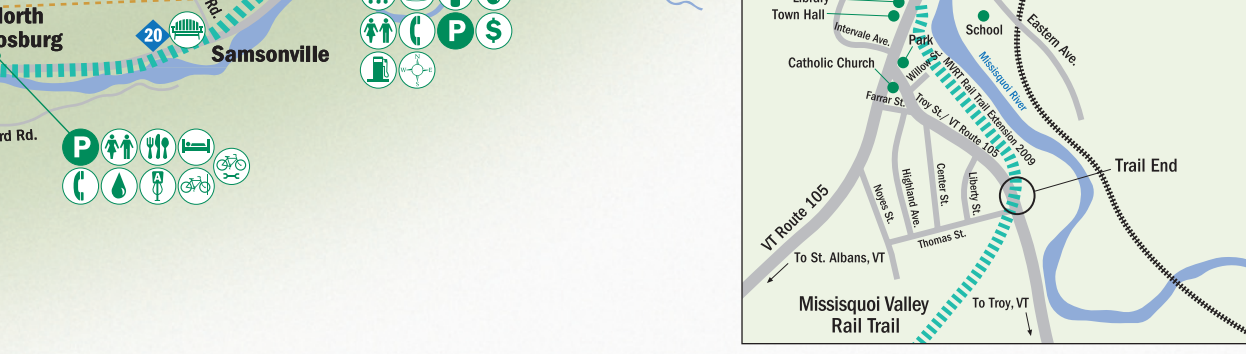 Rd.
20
Samsonville
P
$
W
E
rd Rd.
P
A
Town Hall
Intervale Ave.
Park
Catholic Church
School
Eastern Ave.
Missisquoi River
Willow St.
MVRT Rail Trail Extension 2009
Farrar St.
Troy St./ VT Route 105
Trail End
Noyes St.
Highland Ave.
Center St.
Liberty St.
Thomas St.
VT Route 105
To St. Albans, VT
Missisquoi Valley
Rail Trail
To Troy, VT